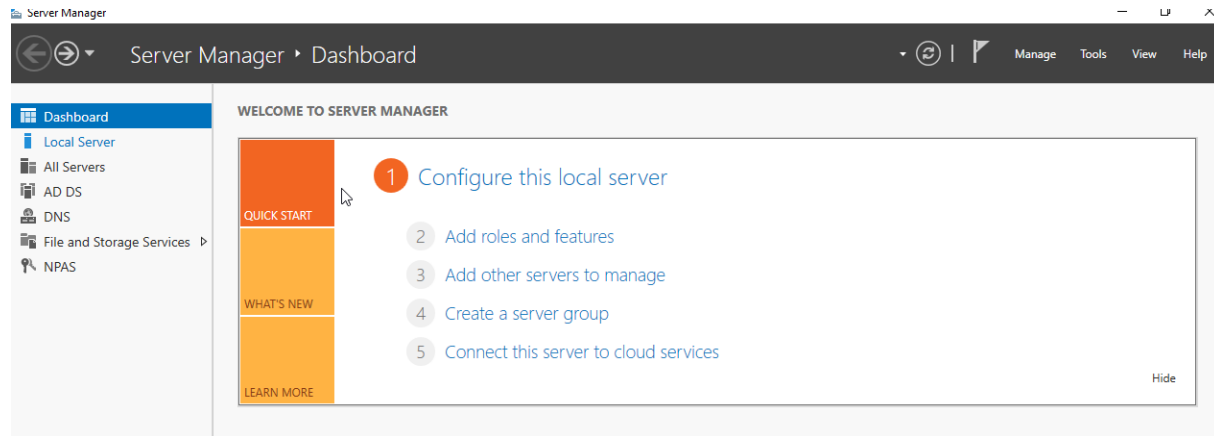 Server Manager
Server Manager ‣ Dashboard
Manage Tools View Help
Dashboard
Local Server
All Servers
AD DS
DNS
File and Storage Services
NPAS
WELCOME TO SERVER MANAGER
QUICK START
WHAT'S NEW
LEARN MORE
1 Configure this local server
2 Add roles and features
3 Add other servers to manage
4 Create a server group
5 Connect this server to cloud services
Hide